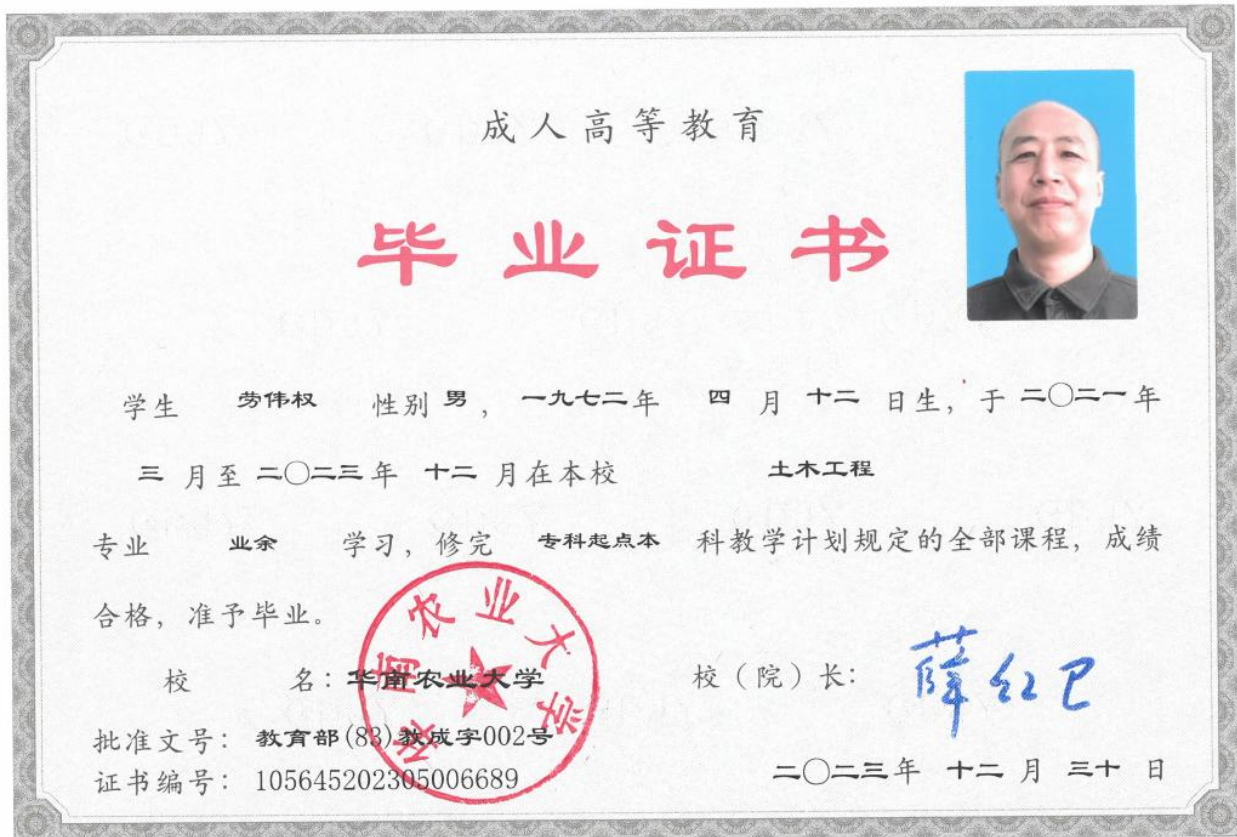 成人高等教育
毕业证书
学生 劳伟权 性别 男，一九七二年 四 月 十二 日生，于 二〇二一年
三 月至 二〇二三年 十二 月在本校 土木工程
专业 业余 学习，修完 专科起点本 科教学计划规定的全部课程，成绩
合格，准予毕业。
华南农业大学
校 名：华南农业大学
校（院）长：薛红卫
批准文号：教育部(83)教成字002号
证书编号：105645202305006689
二〇二三年 十二 月 三十 日